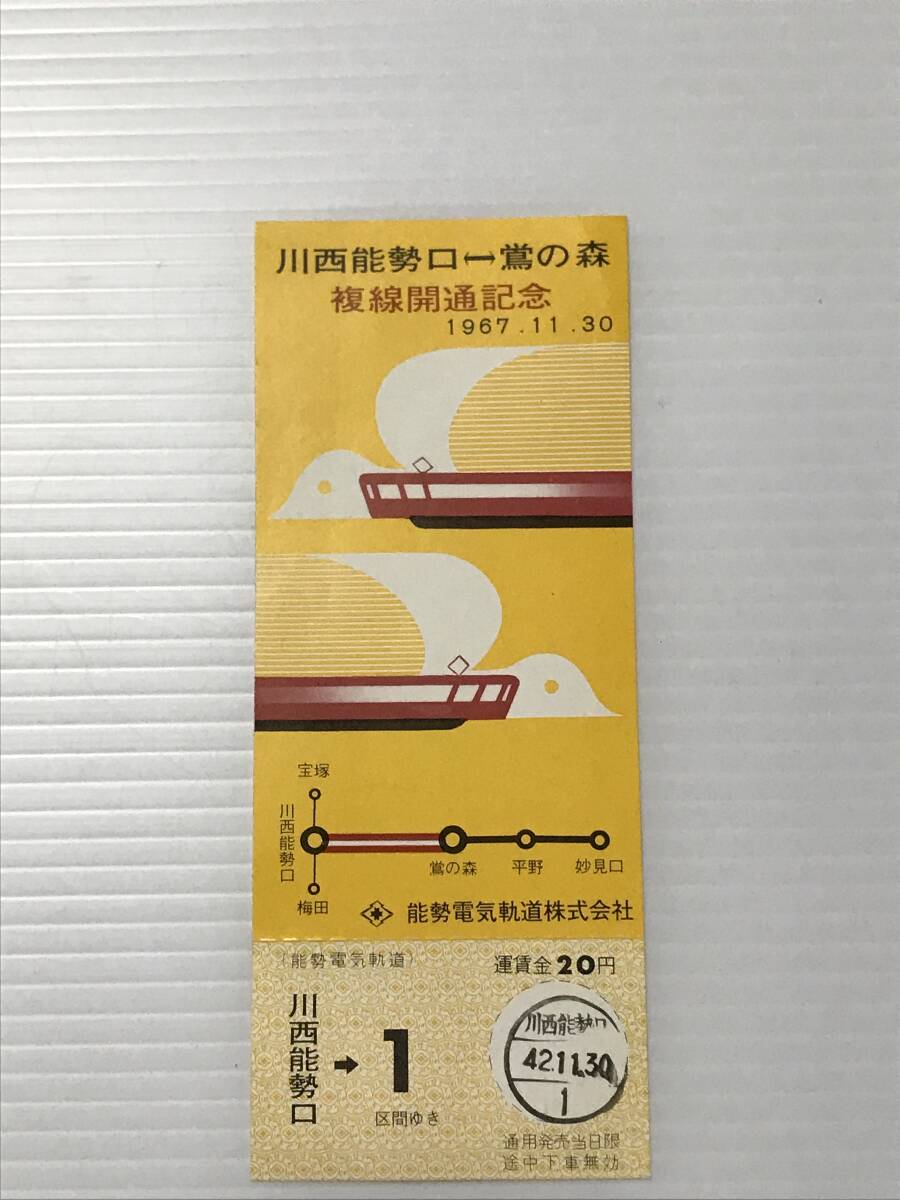 川西能勢口↔鴬の森
複線開通記念
1967.11.30
宝塚
川西能勢口
鴬の森
平野
妙見口
梅田
能勢電気軌道株式会社
(能勢電気軌道)
運賃金20円
川西能勢口
➡
1
区間ゆき
川西能勢口
42.11.30
1
通用発売当日限
途中下車無効